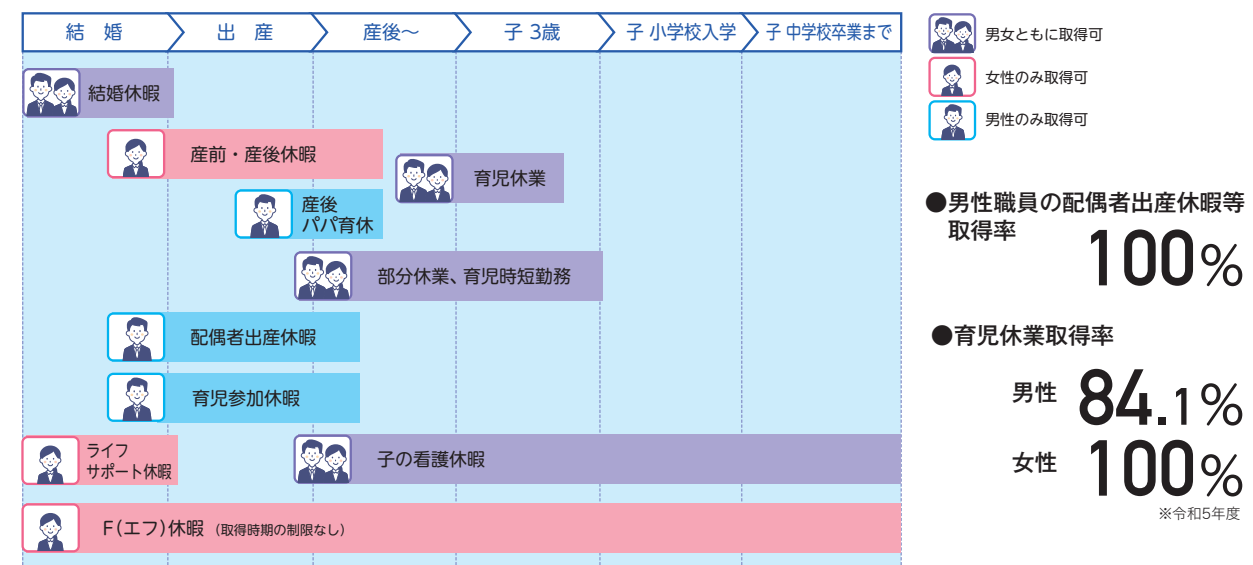 結婚
出産
産後～
子 3歳
子 小学校入学
子 中学校卒業まで
結婚休暇
産前・産後休暇
育児休業
産後
パパ育休
部分休業、育児時短勤務
配偶者出産休暇
育児参加休暇
ライフ
サポート休暇
子の看護休暇
F(エフ)休暇（取得時期の制限なし）
男女ともに取得可
女性のみ取得可
男性のみ取得可
●男性職員の配偶者出産休暇等
取得率
100%
●育児休業取得率
男性 84.1%
女性 100%
※令和5年度